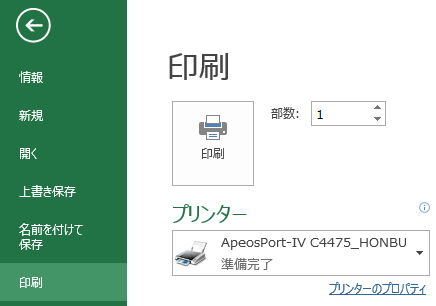 情報
新規
開く
上書き保存
名前を付けて
保存
印刷
印刷
印刷
部数: 1
プリンター
ApeosPort-IV C4475_HONBU
準備完了
プリンターのプロパティ